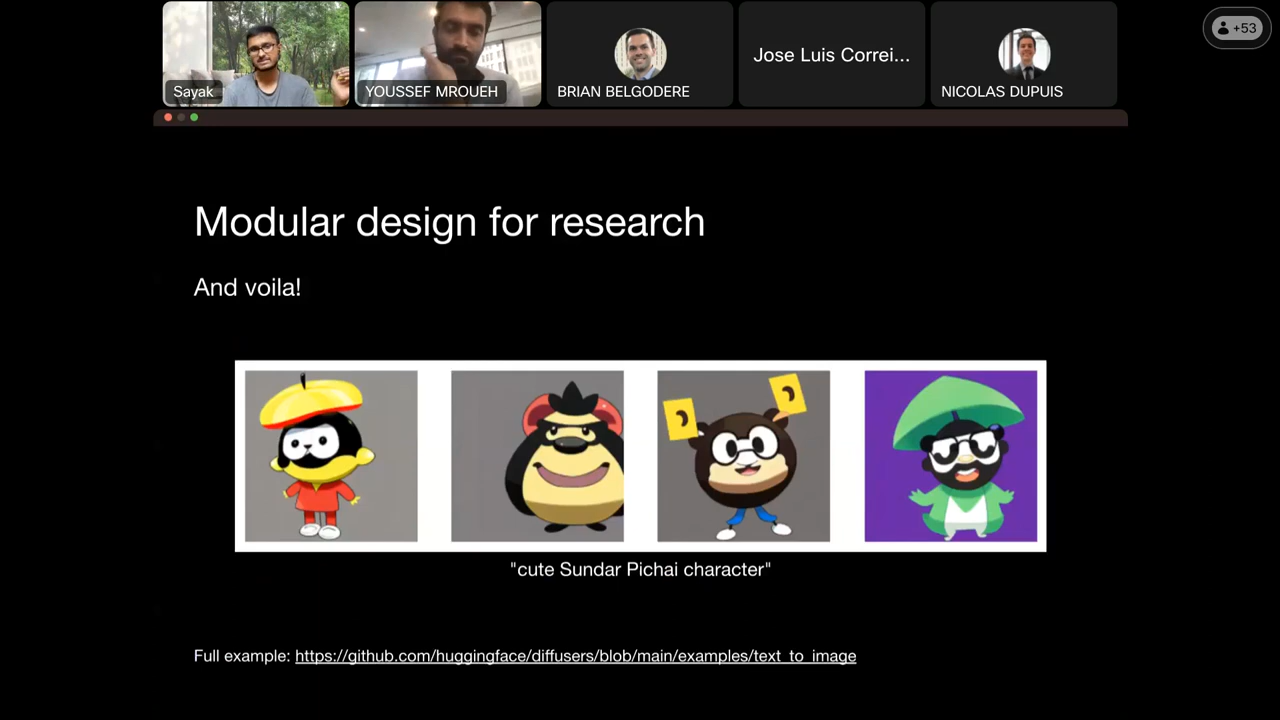 Sayak
YOUSSEF MROUEH
BRIAN BELGODERE
Jose Luis Correi...
NICOLAS DUPUIS
+53
Modular design for research
And voila!
"cute Sundar Pichai character"
Full example: https://github.com/huggingface/diffusers/blob/main/examples/text_to_image